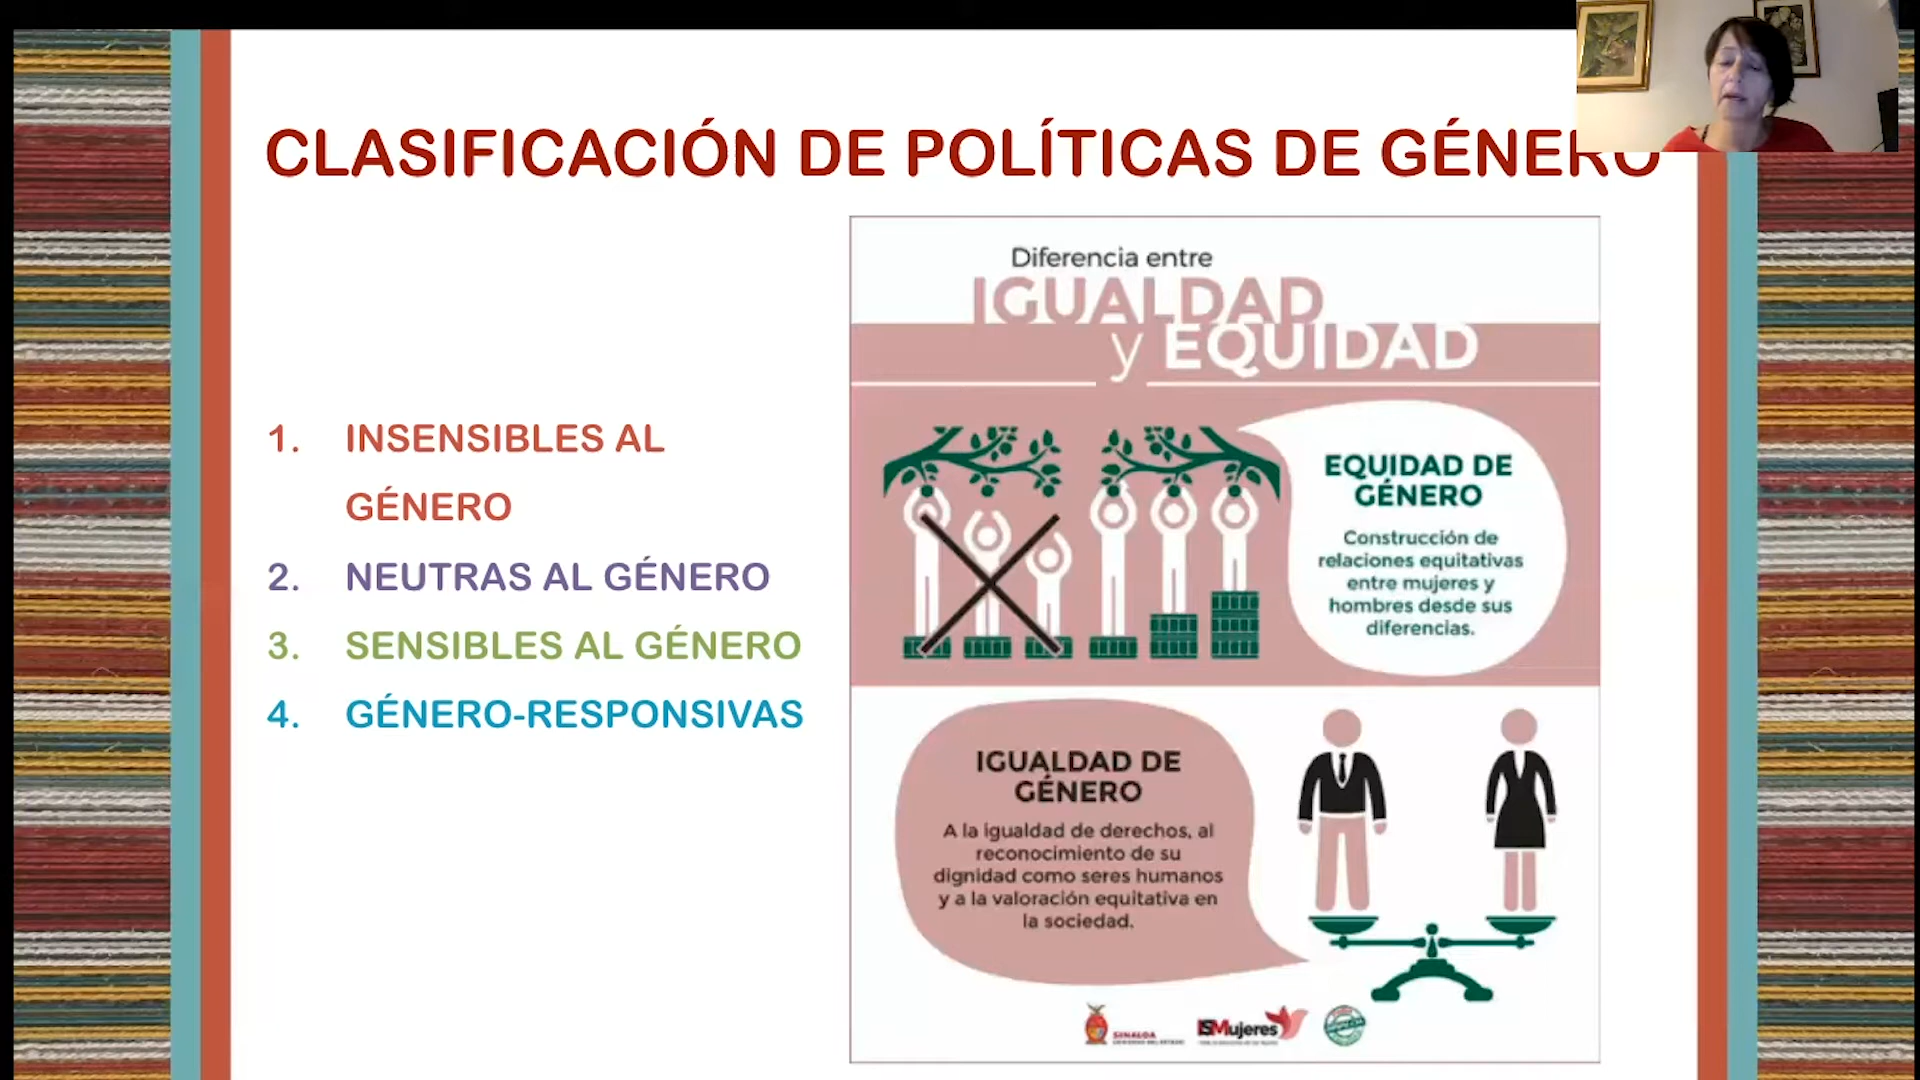 CLASIFICACIÓN DE POLÍTICAS DE GÉNERO
1. INSENSIBLES AL
GÉNERO
2. NEUTRAS AL GÉNERO
3. SENSIBLES AL GÉNERO
4. GÉNERO-RESPONSIVAS
Diferencia entre
IGUALDAD
y EQUIDAD
EQUIDAD DE
GÉNERO
Construcción de
relaciones equitativas
entre mujeres y
hombres desde sus
diferencias.
IGUALDAD DE
GÉNERO
A la igualdad de derechos, al
reconocimiento de su
dignidad como seres humanos
y a la valoración equitativa en
la sociedad.
SINALOA
ISMujeres